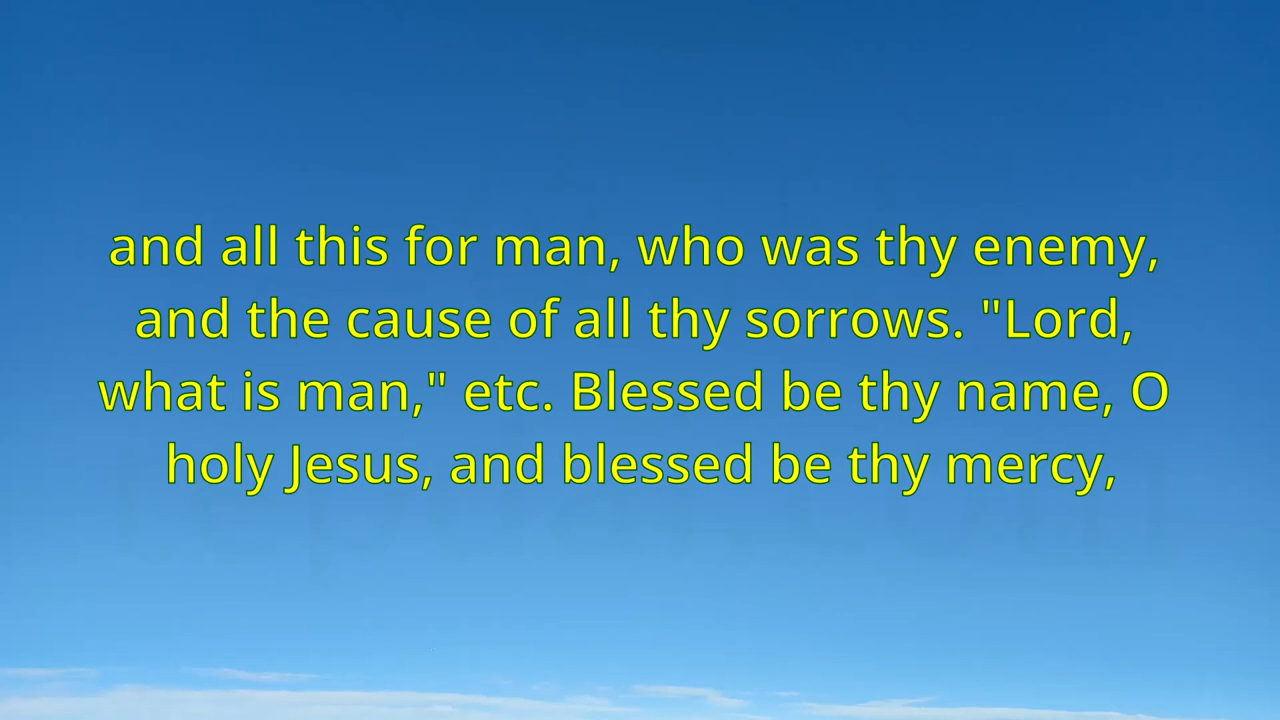 and all this for man, who was thy enemy,
and the cause of all thy sorrows. "Lord,
what is man," etc. Blessed be thy name, O
holy Jesus, and blessed be thy mercy,